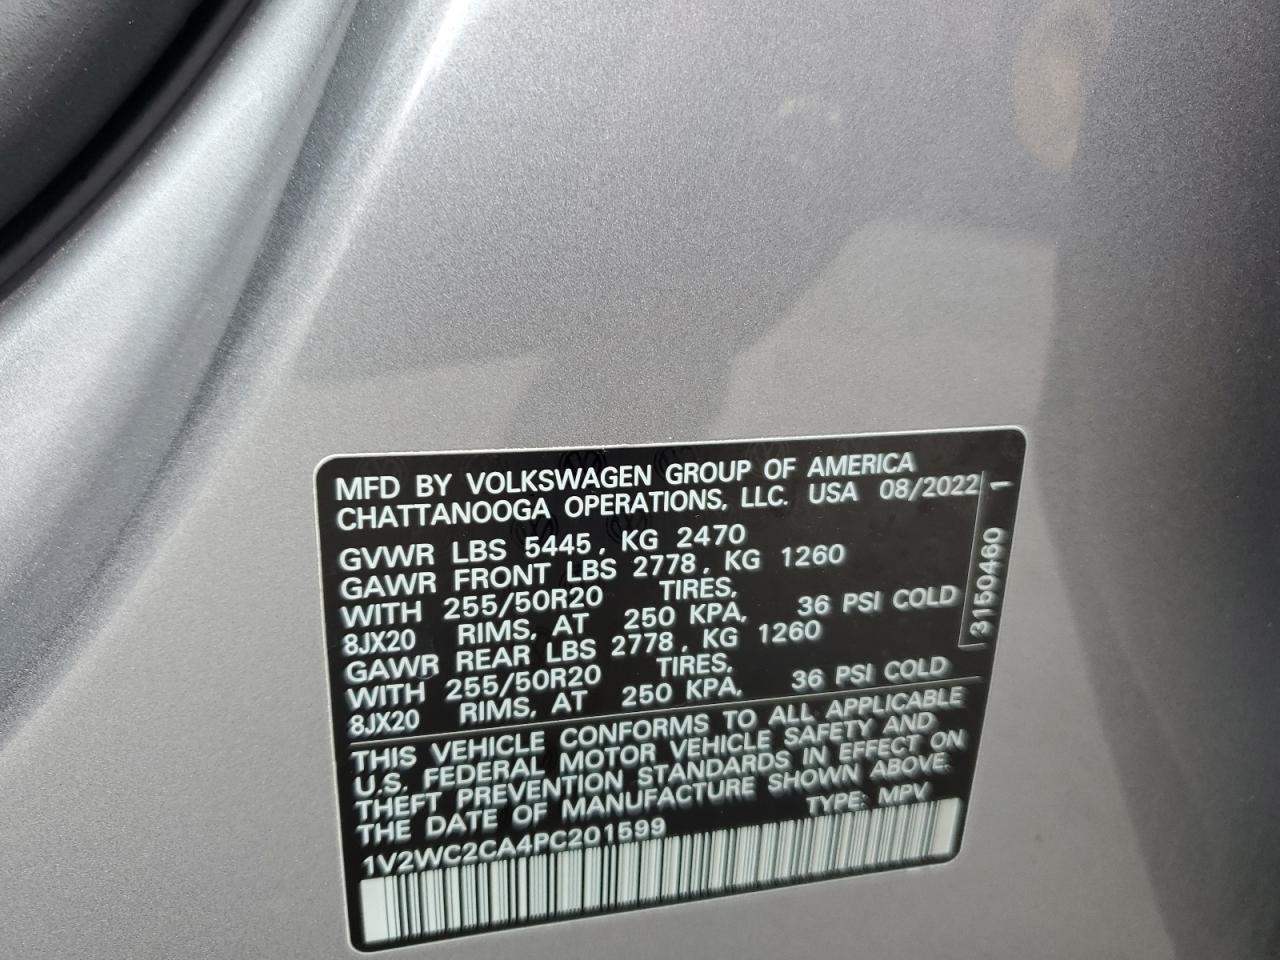 MFD BY VOLKSWAGEN GROUP OF AMERICA
CHATTANOOGA OPERATIONS, LLC. USA 08/2022 1
GVWR LBS 5445, KG 2470
GAWR FRONT LBS 2778, KG 1260
WITH 255/50R20 TIRES,
8JX20 RIMS, AT 250 KPA, 36 PSI COLD
GAWR REAR LBS 2778, KG 1260
WITH 255/50R20 TIRES,
8JX20 RIMS, AT 250 KPA, 36 PSI COLD
3150460
THIS VEHICLE CONFORMS TO ALL APPLICABLE
U.S. FEDERAL MOTOR VEHICLE SAFETY AND
THEFT PREVENTION STANDARDS IN EFFECT ON
THE DATE OF MANUFACTURE SHOWN ABOVE.
1V2WC2CA4PC201599 TYPE: MPV